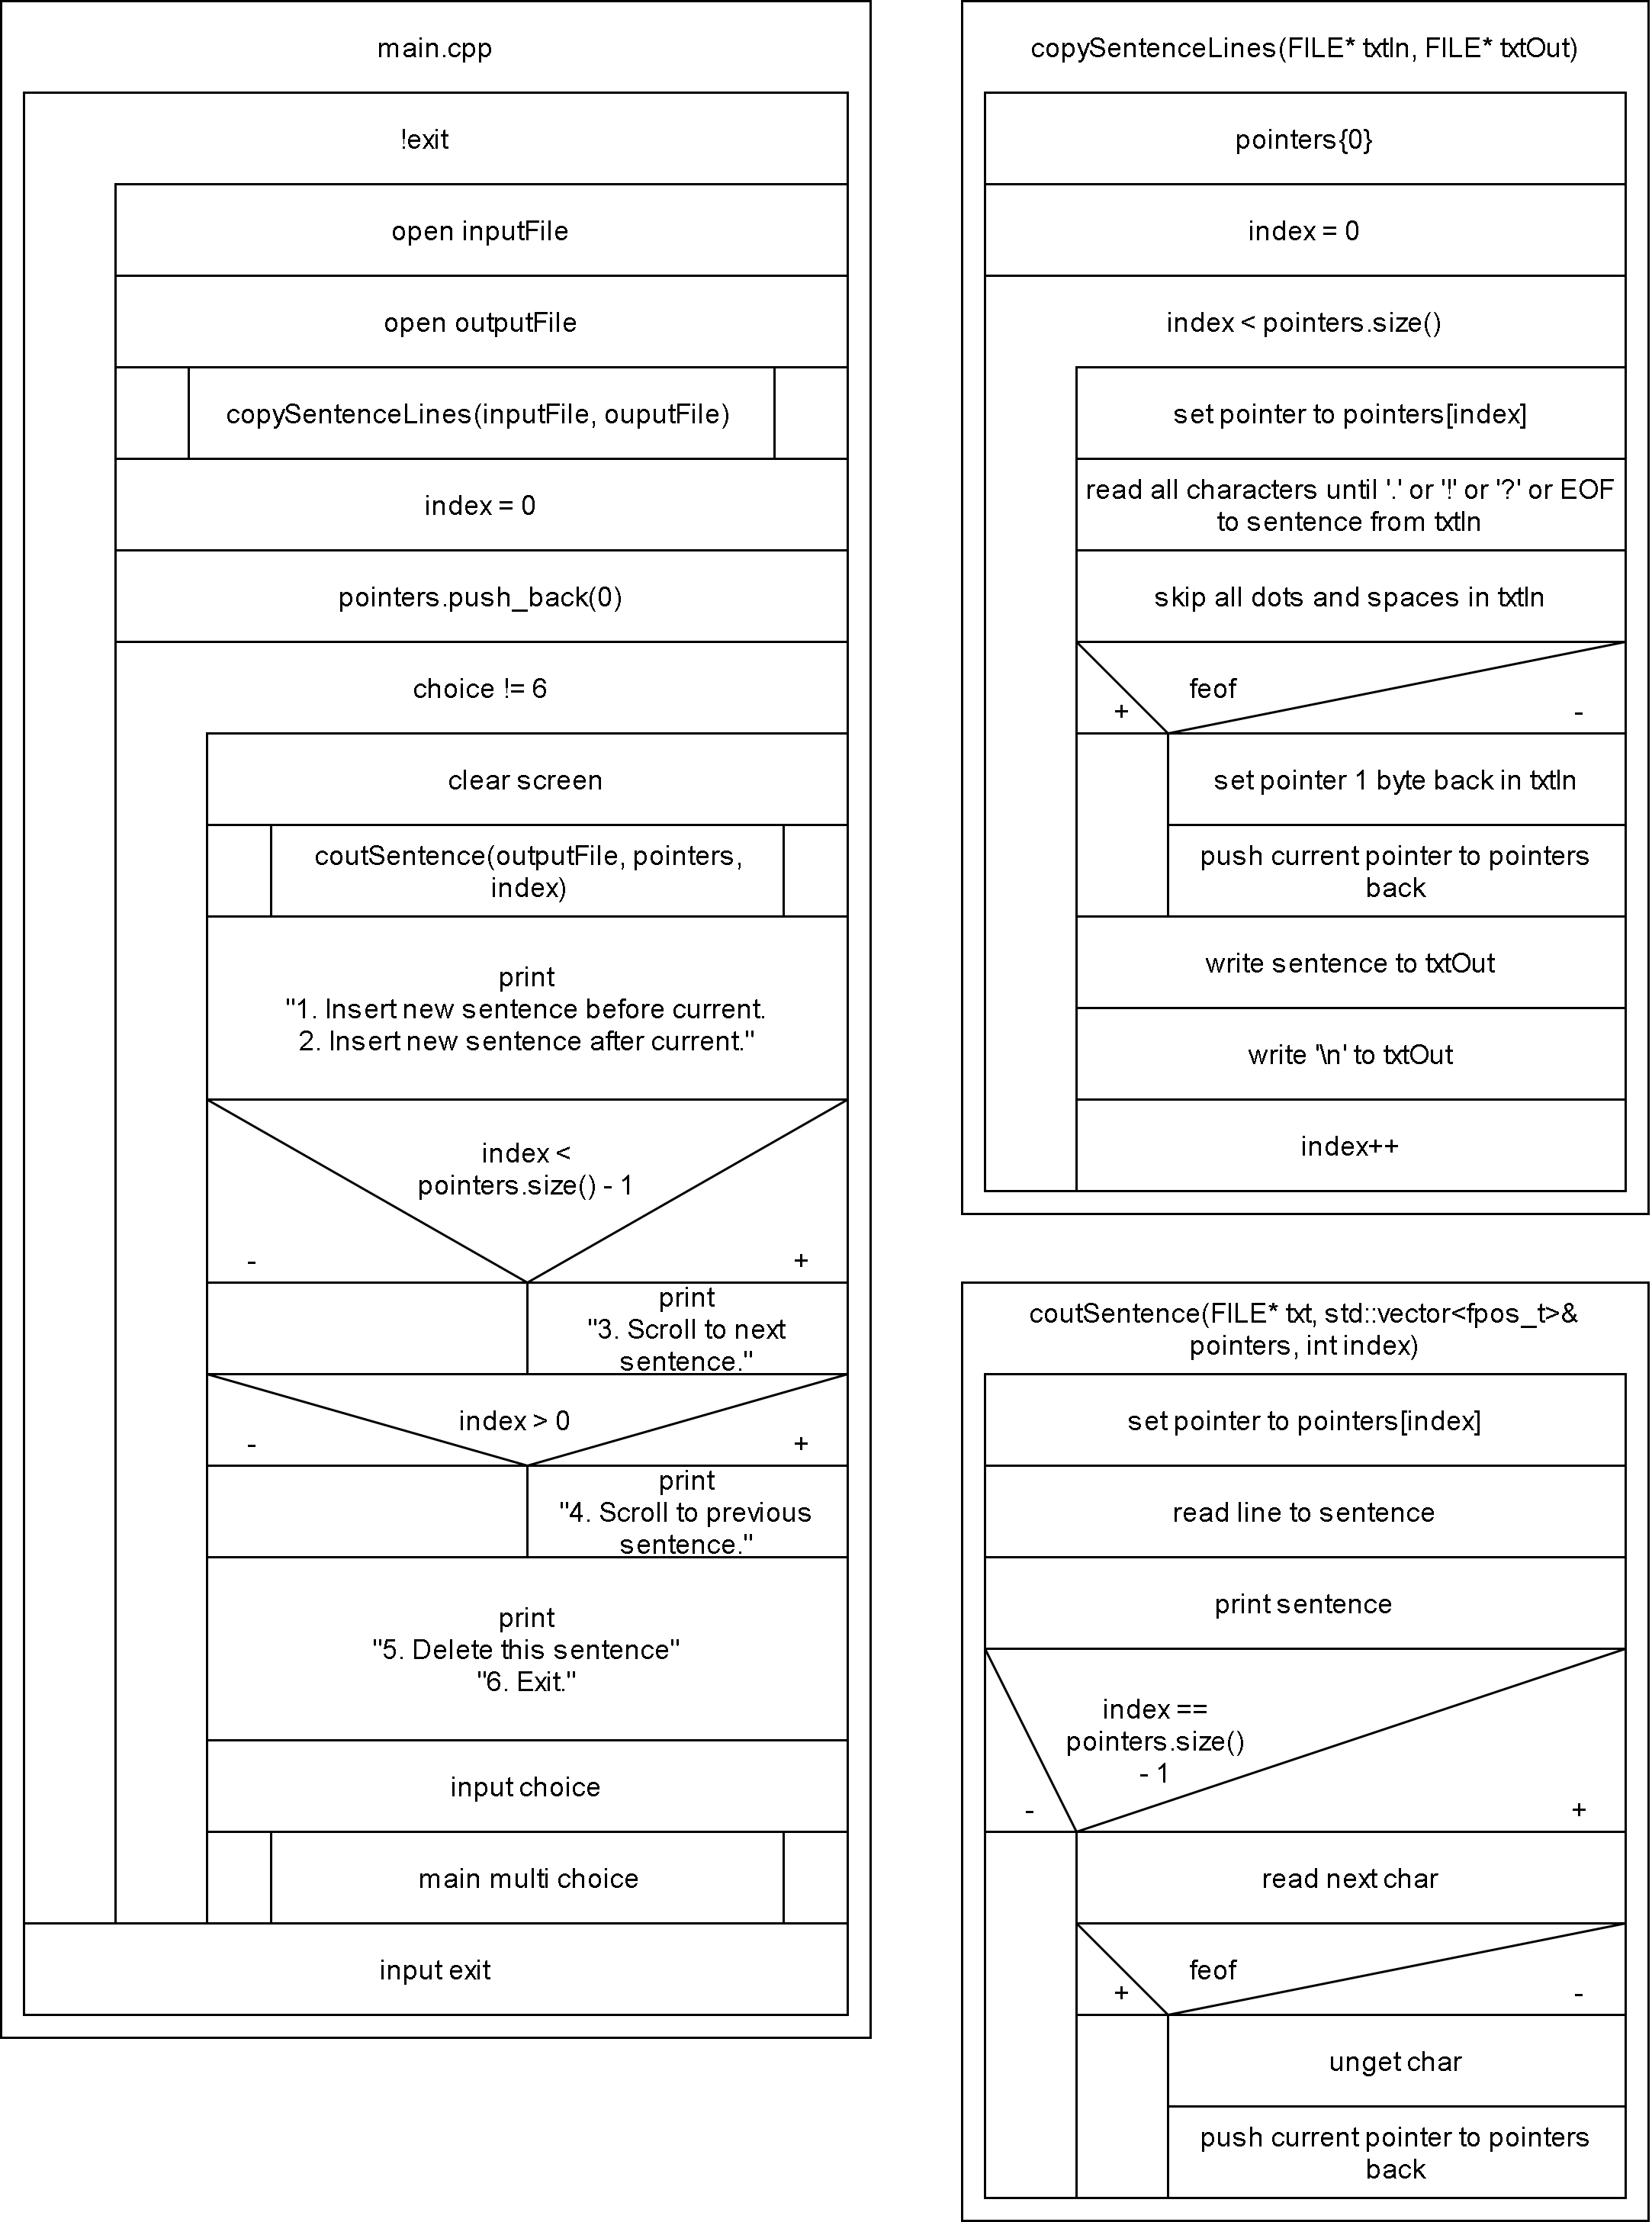 main.cpp
!exit
open inputFile
open outputFile
copySentenceLines(inputFile, ouputFile)
index = 0
pointers.push_back(0)
choice != 6
clear screen
coutSentence(outputFile, pointers,
index)
print
"1. Insert new sentence before current.
2. Insert new sentence after current."
index <
pointers.size() - 1
-
+
print
"3. Scroll to next
sentence."
index > 0
-
+
print
"4. Scroll to previous
sentence."
print
"5. Delete this sentence"
"6. Exit."
input choice
main multi choice
input exit
copySentenceLines(FILE* txtIn, FILE* txtOut)
pointers{0}
index = 0
index < pointers.size()
set pointer to pointers[index]
read all characters until '.' or '!' or '?' or EOF
to sentence from txtIn
skip all dots and spaces in txtIn
feof
+
-
set pointer 1 byte back in txtIn
push current pointer to pointers
back
write sentence to txtOut
write '\n' to txtOut
index++
coutSentence(FILE* txt, std::vector<fpos_t>&
pointers, int index)
set pointer to pointers[index]
read line to sentence
print sentence
index ==
pointers.size()
- 1
-
+
read next char
feof
+
-
unget char
push current pointer to pointers
back